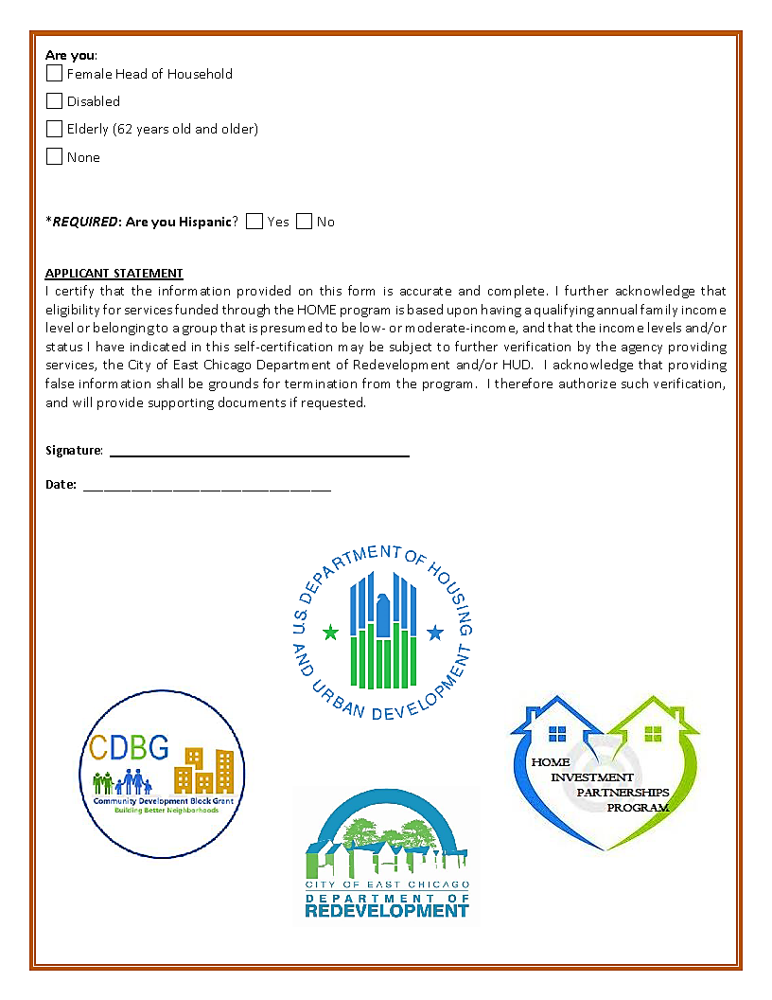 Are you:
Female Head of Household
Disabled
Elderly (62 years old and older)
None
*REQUIRED: Are you Hispanic? Yes No
APPLICANT STATEMENT
I certify that the information provided on this form is accurate and complete. I further acknowledge that
eligibility for services funded through the HOME program is based upon having a qualifying annual family income
level or belonging to a group that is presumed to be low- or moderate-income, and that the income levels and/or
status I have indicated in this self-certification may be subject to further verification by the agency providing
services, the City of East Chicago Department of Redevelopment and/or HUD. I acknowledge that providing
false information shall be grounds for termination from the program. I therefore authorize such verification,
and will provide supporting documents if requested.
Signature:
Date:
U.S. DEPARTMENT OF HOUSING
AND URBAN DEVELOPMENT
CDBG
Community Development Block Grant
Building Better Neighborhoods
HOME
INVESTMENT
PARTNERSHIPS
PROGRAM
CITY OF EAST CHICAGO
DEPARTMENT OF
REDEVELOPMENT